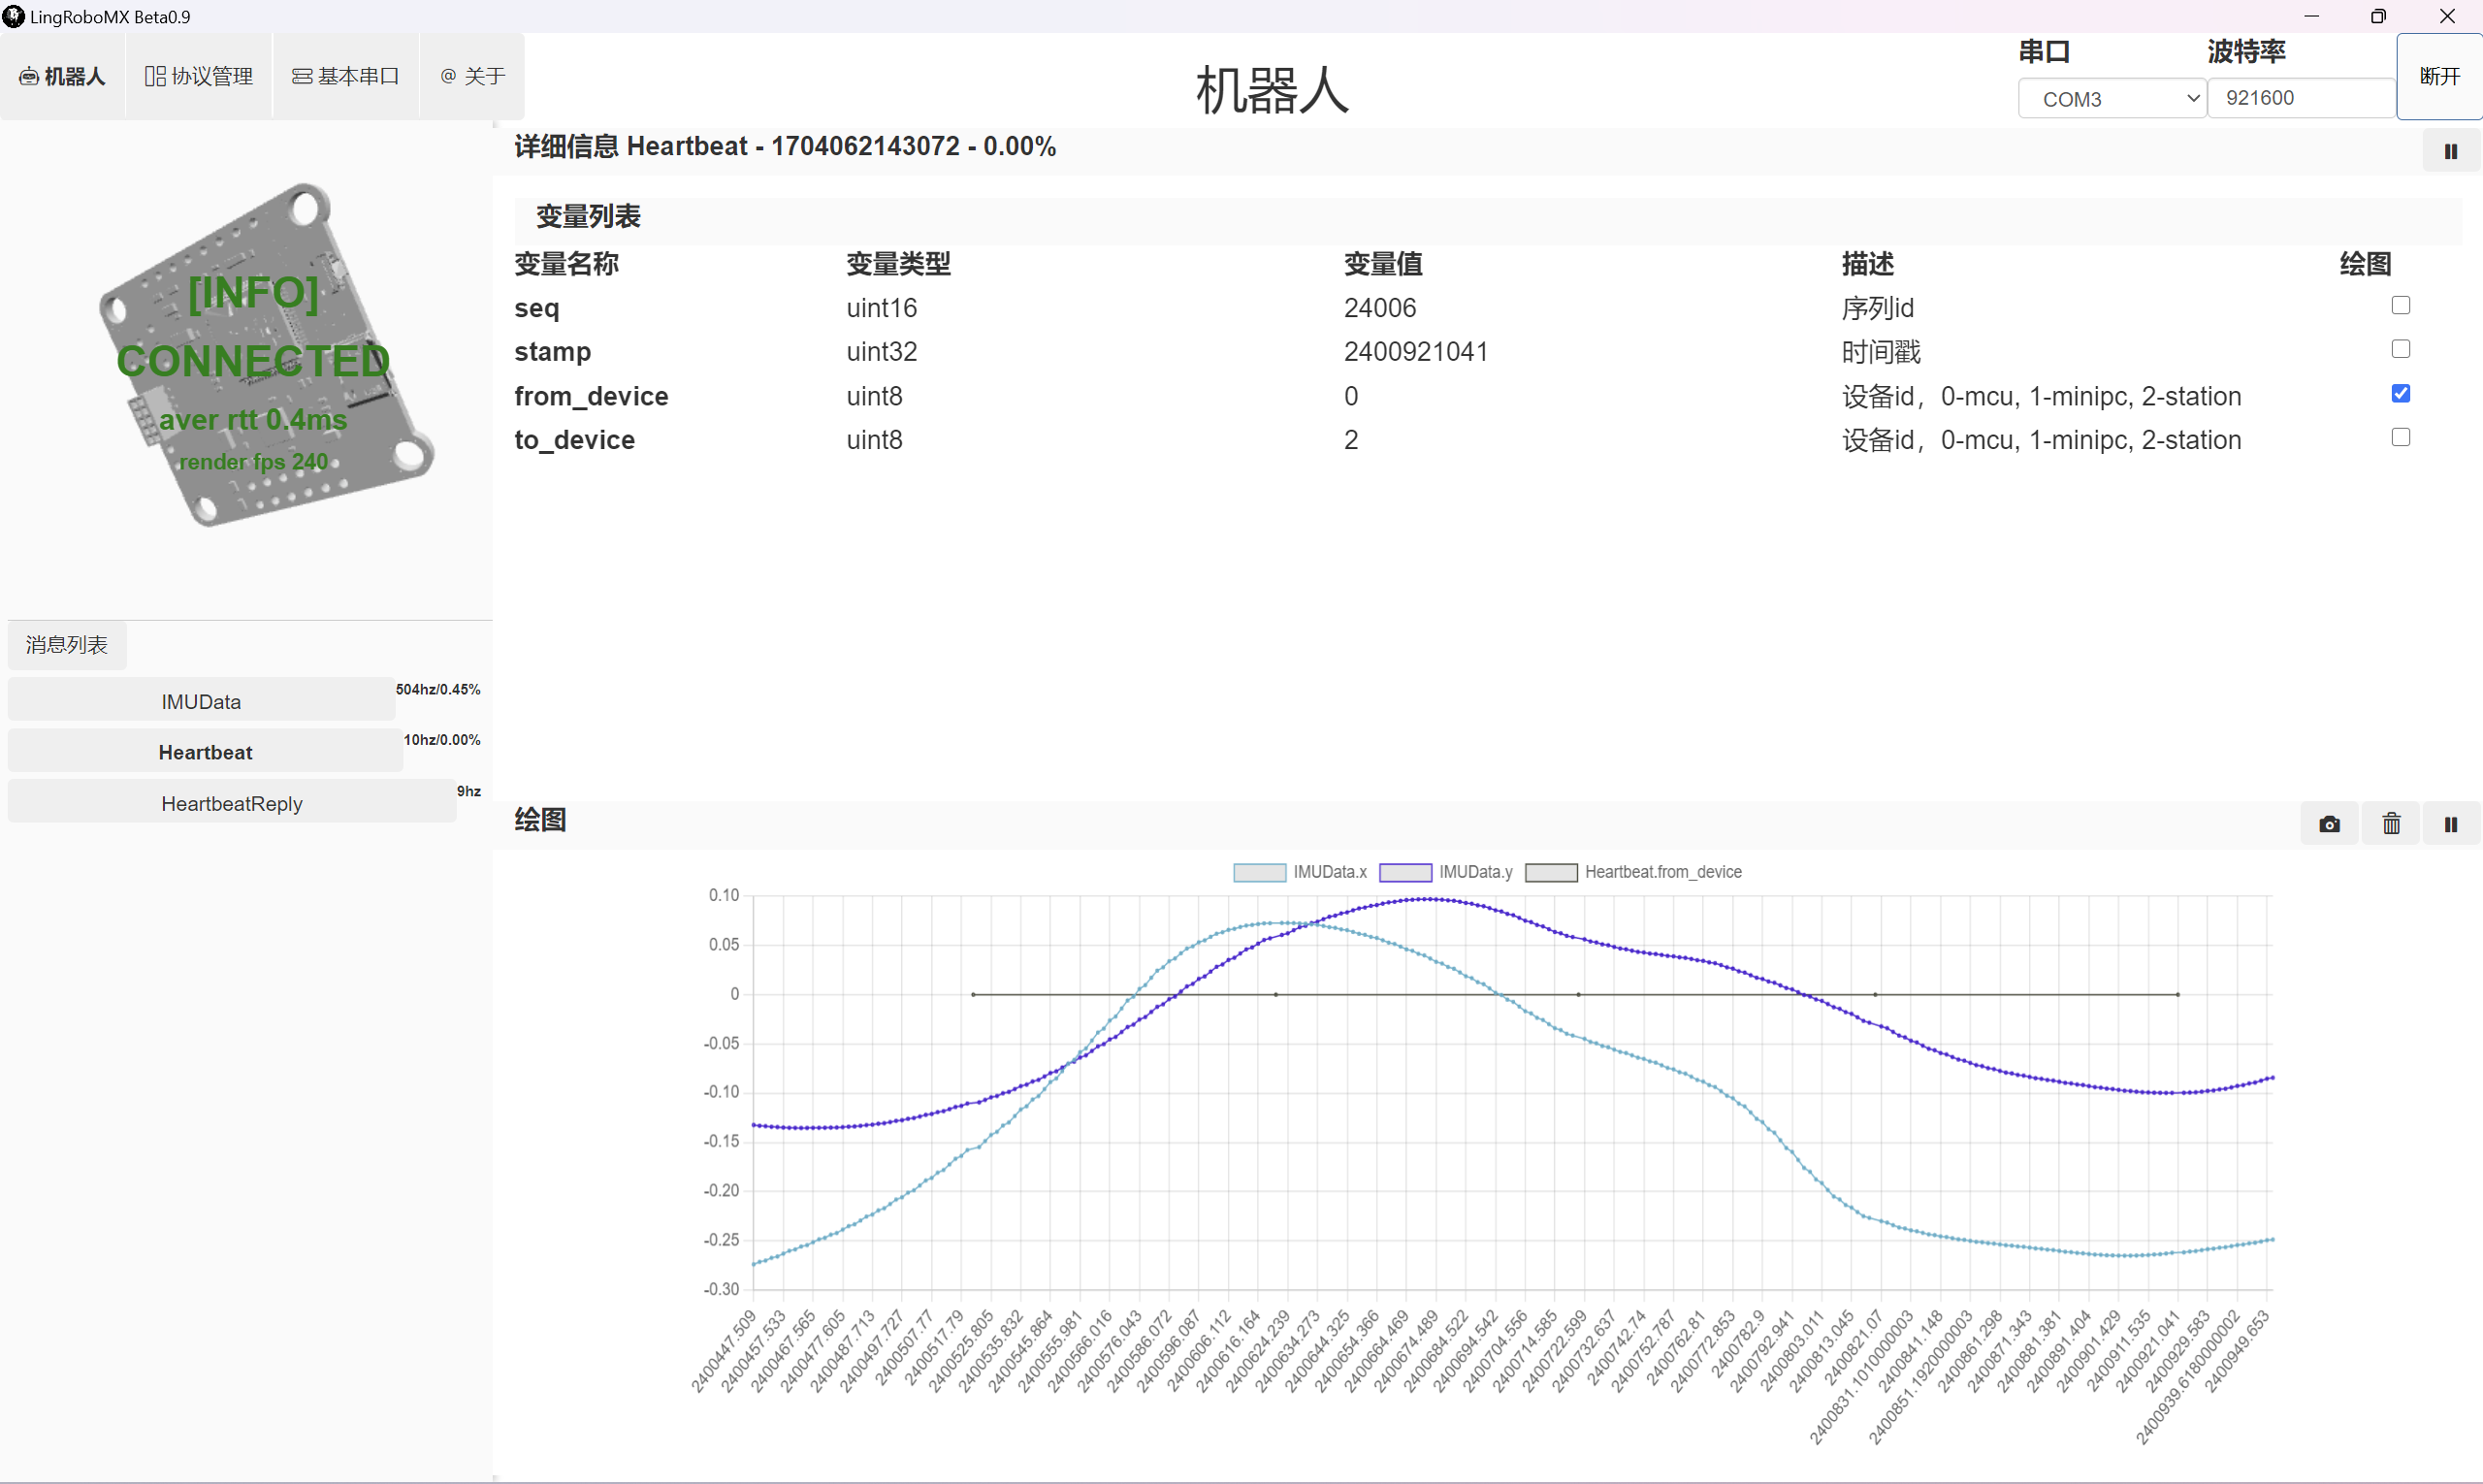 LingRoboMX Beta0.9
机器人 协议管理 基本串口 @ 关于
机器人
串口 波特率
COM3 921600 断开
详细信息 Heartbeat - 1704062143072 - 0.00%
[INFO]
CONNECTED
aver rtt 0.4ms
render fps 240
变量列表
变量名称 变量类型 变量值 描述 绘图
seq uint16 24006 序列id
stamp uint32 2400921041 时间戳
from_device uint8 0 设备id，0-mcu, 1-minipc, 2-station
to_device uint8 2 设备id，0-mcu, 1-minipc, 2-station
消息列表
IMUData 504hz/0.45%
Heartbeat 10hz/0.00%
HeartbeatReply 9hz
绘图
IMUData.x IMUData.y Heartbeat.from_device
0.10
0.05
0
-0.05
-0.10
-0.15
-0.20
-0.25
-0.30
2400447.509
2400457.533
2400467.565
2400477.605
2400487.713
2400497.727
2400507.77
2400517.79
2400525.805
2400535.832
2400545.864
2400555.981
2400566.016
2400576.043
2400586.072
2400596.087
2400606.112
2400616.164
2400624.239
2400634.273
2400644.325
2400654.366
2400664.469
2400674.489
2400684.522
2400694.542
2400704.556
2400714.585
2400722.599
2400732.637
2400742.74
2400752.787
2400762.81
2400772.853
2400782.9
2400792.941
2400803.011
2400813.045
2400821.07
2400831.101000003
2400841.148
2400851.192000003
2400861.298
2400871.343
2400881.381
2400891.404
2400901.429
2400911.535
2400921.041
2400929.583
2400939.6180000002
2400949.653